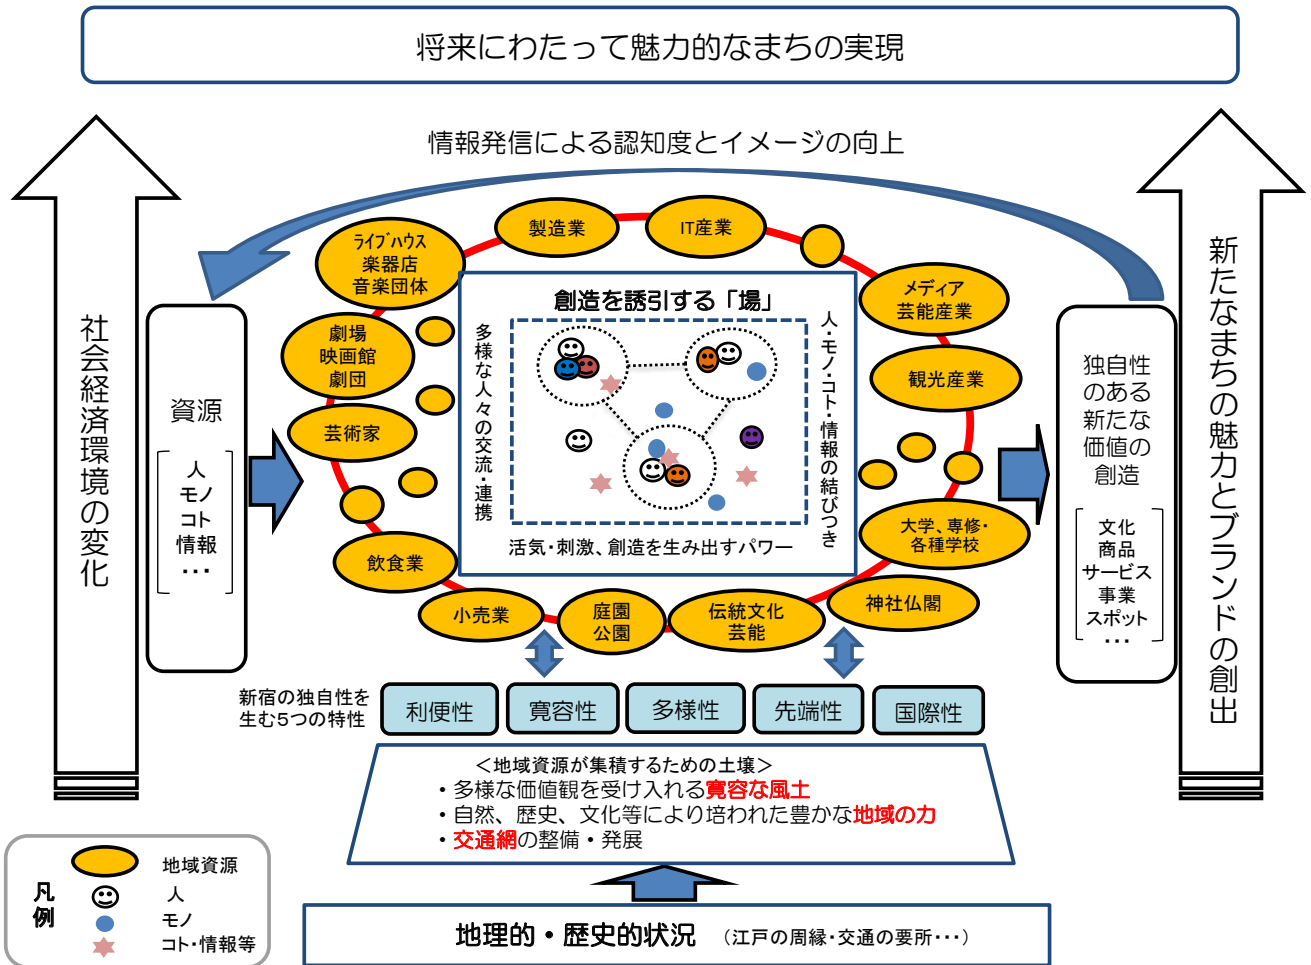 将来にわたって魅力的なまちの実現
情報発信による認知度とイメージの向上
社会経済環境の変化
新たなまちの魅力とブランドの創出
資源
人
モノ
コト
情報
・・・
ライブハウス
楽器店
音楽団体
製造業
IT産業
メディア
芸能産業
劇場
映画館
劇団
観光産業
芸術家
大学、専修・
各種学校
飲食業
小売業
庭園
公園
伝統文化
芸能
神社仏閣
創造を誘引する「場」
多様な人々の交流・連携
人・モノ・コト・情報の結びつき
活気・刺激、創造を生み出すパワー
独自性
のある
新たな
価値の
創造
文化
商品
サービス
事業
スポット
・・・
新宿の独自性を
生む5つの特性
利便性
寛容性
多様性
先端性
国際性
＜地域資源が集積するための土壌＞
・多様な価値観を受け入れる寛容な風土
・自然、歴史、文化等により培われた豊かな地域の力
・交通網の整備・発展
地理的・歴史的状況 （江戸の周縁・交通の要所・・・）
凡例
地域資源
人
モノ
コト・情報等